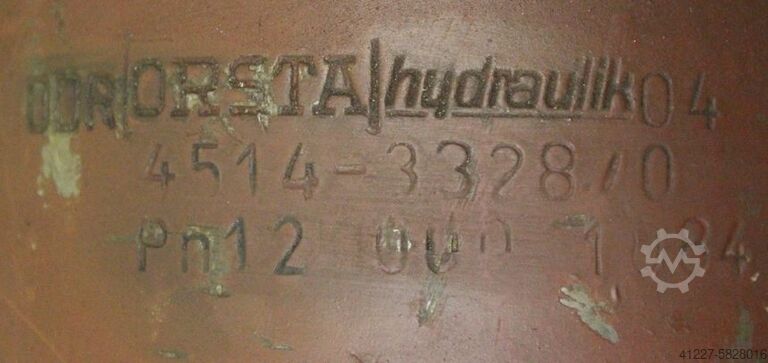 DDR/ORSTA/hydraulik 04
4514-3328/0
Pn12
41227-5828016